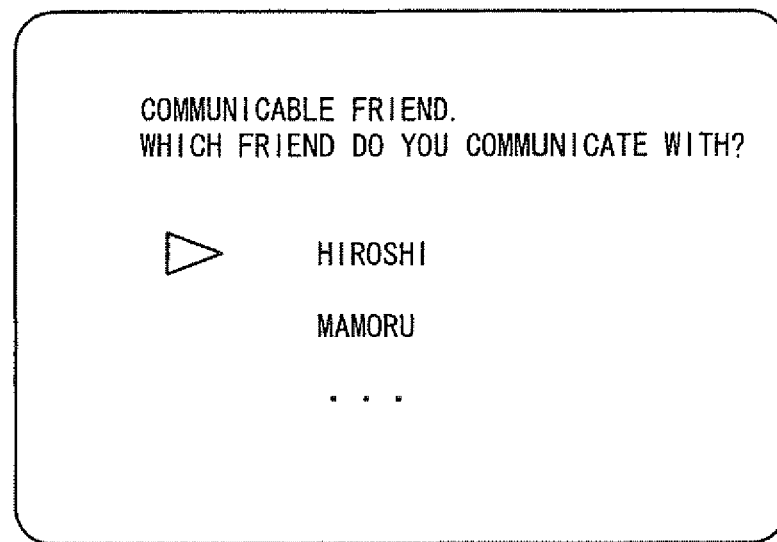 COMMUNICABLE FRIEND.
WHICH FRIEND DO YOU COMMUNICATE WITH?
HIROSHI
MAMORU
. . .